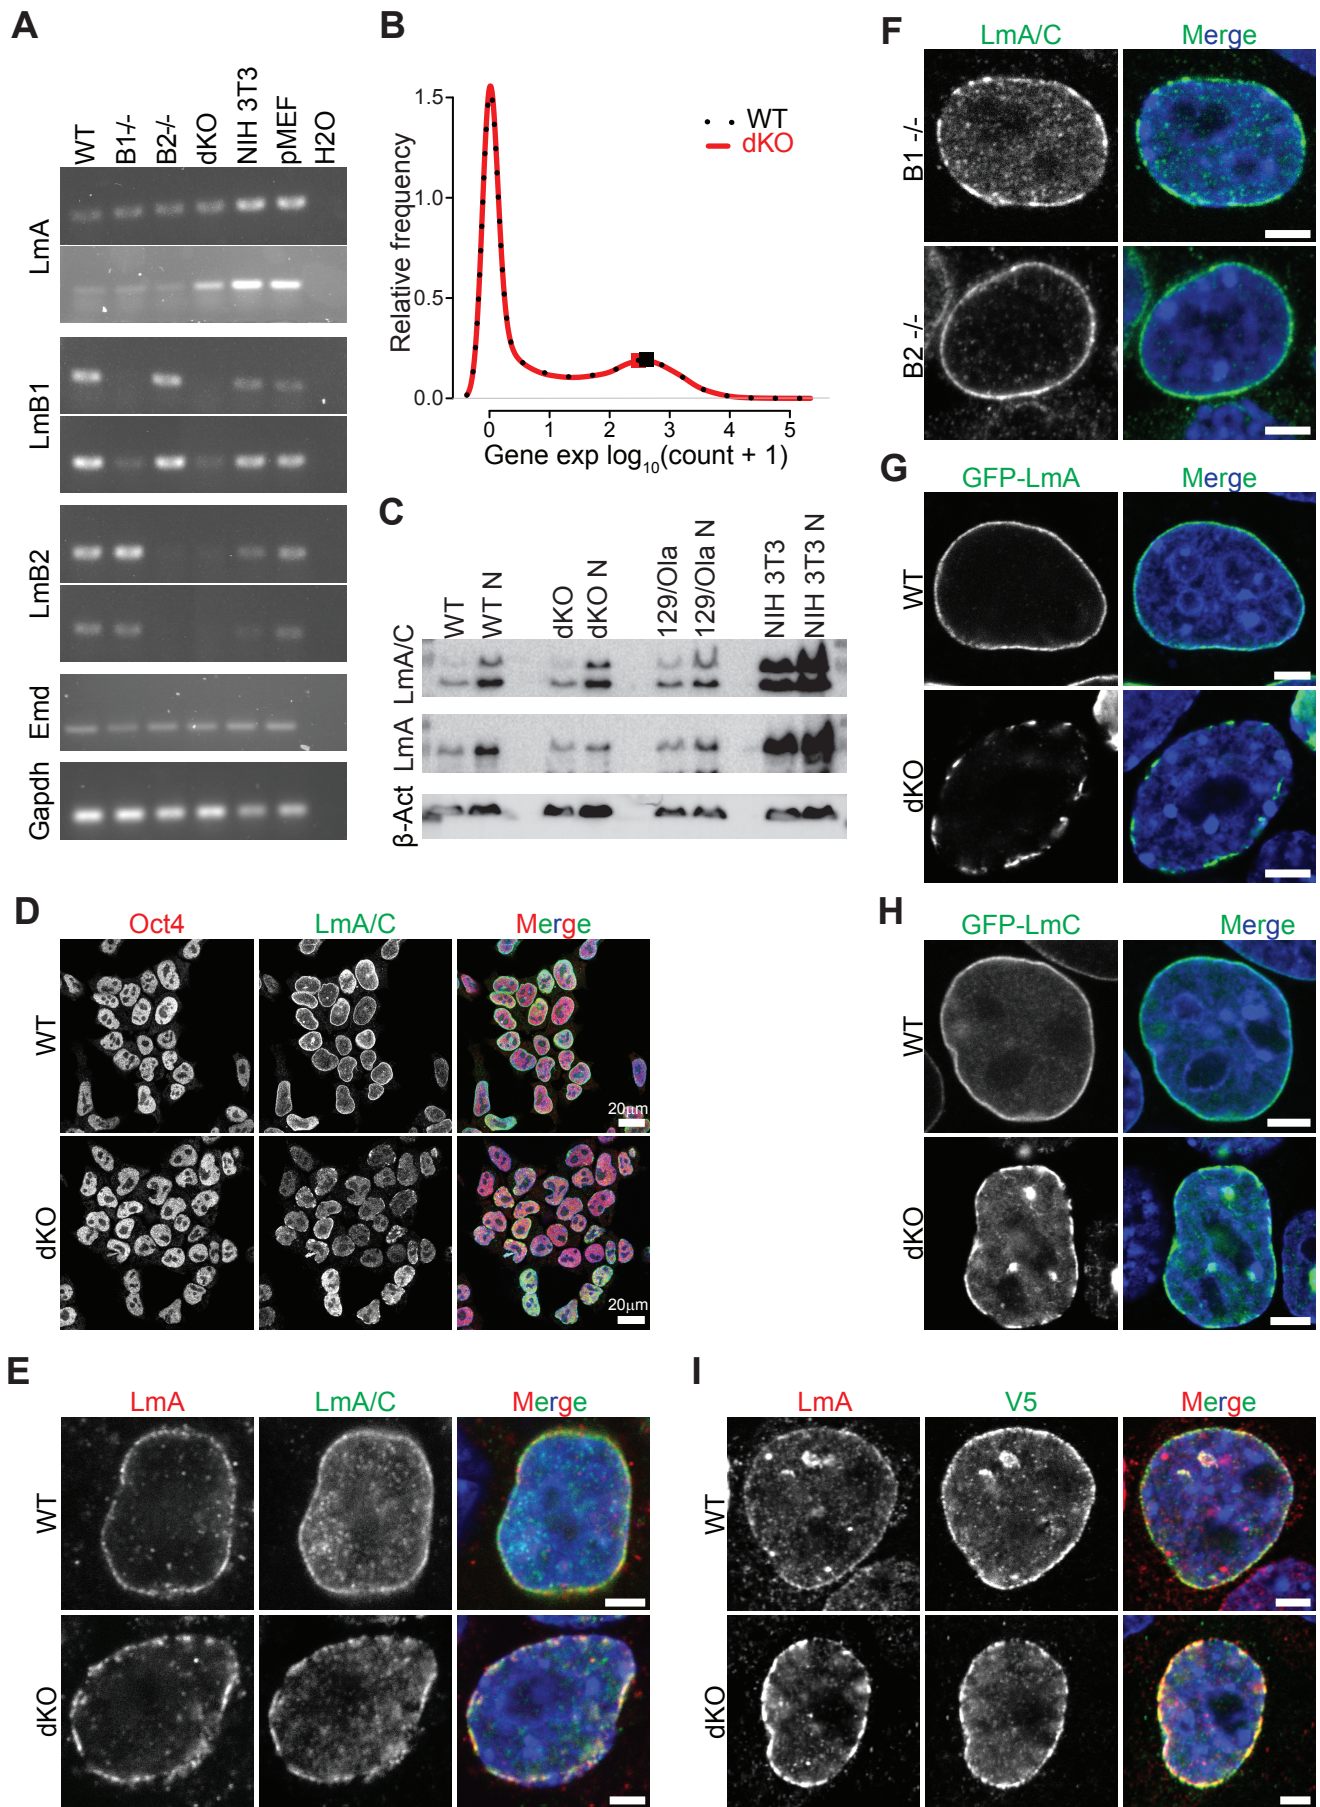 A
WT
B1-/-
B2-/-
dKO
NIH 3T3
pMEF
H2O
LmA
LmB1
LmB2
Emd
Gapdh
B
Relative frequency
1.5
1.0
0.5
0.0
WT
dKO
0 1 2 3 4 5
Gene exp log10(count + 1)
C
WT
WT N
dKO
dKO N
129/Ola
129/Ola N
NIH 3T3
NIH 3T3 N
LmA/C
LmA
β-Act
D
Oct4 LmA/C Merge
WT
20μm
dKO
20μm
E
LmA LmA/C Merge
WT
dKO
F
LmA/C Merge
B1 -/-
B2 -/-
G
GFP-LmA Merge
WT
dKO
H
GFP-LmC Merge
WT
dKO
I
LmA V5 Merge
WT
dKO